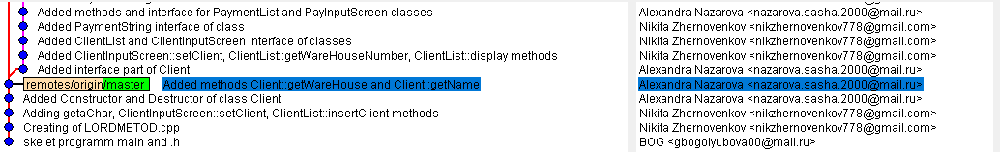 Added methods and interface for PaymentList and PayInputScreen classes Alexandra Nazarova <nazarova.sasha.2000@mail.ru>
Added PaymentString interface of class Nikita Zhernovenkov <nikzhernovenkov778@gmail.com>
Added ClientList and ClientInputScreen interface of classes Nikita Zhernovenkov <nikzhernovenkov778@gmail.com>
Added ClientInputScreen::setClient, ClientList::getWareHouseNumber, ClientList::display methods Nikita Zhernovenkov <nikzhernovenkov778@gmail.com>
Added interface part of Client Alexandra Nazarova <nazarova.sasha.2000@mail.ru>
remotes/origin/master Added methods Client::getWareHouse and Client::getName Alexandra Nazarova <nazarova.sasha.2000@mail.ru>
Added Constructor and Destructor of class Client Alexandra Nazarova <nazarova.sasha.2000@mail.ru>
Adding getaChar, ClientInputScreen::setClient, ClientList::insertClient methods Nikita Zhernovenkov <nikzhernovenkov778@gmail.com>
Creating of LORDMETOD.cpp Nikita Zhernovenkov <nikzhernovenkov778@gmail.com>
skelet programm main and .h BOG <gbogolyubova00@mail.ru>